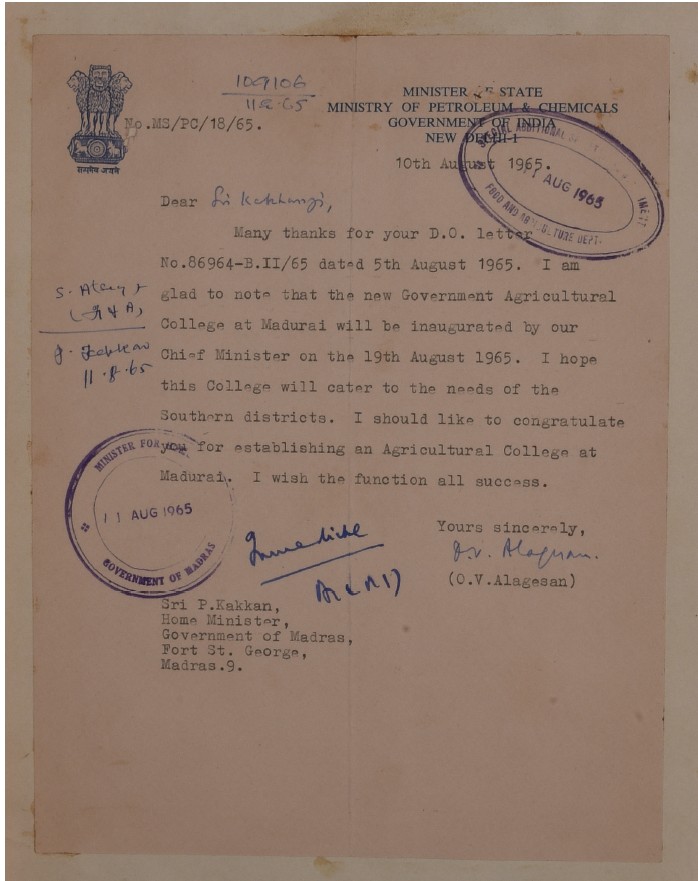 109106
11.8.65
सत्यमेव जयते
No.MS/PC/18/65.
MINISTER OF STATE
MINISTRY OF PETROLEUM & CHEMICALS
GOVERNMENT OF INDIA
NEW DELHI-1
10th August 1965.
SPECIAL ADDITIONAL
AUG 1965
FOOD AND AGRICULTURE DEPT.
Dear Sri Kakkanji,
Many thanks for your D.O. letter
No.86964-B.II/65 dated 5th August 1965. I am
glad to note that the new Government Agricultural
College at Madurai will be inaugurated by our
Chief Minister on the 19th August 1965. I hope
this College will cater to the needs of the
Southern districts. I should like to congratulate
you for establishing an Agricultural College at
Madurai. I wish the function all success.
11.8.65
MINISTER FOR
11 AUG 1965
GOVERNMENT OF MADRAS
Immediate
Yours sincerely,
O.V. Alagesan.
(O.V.Alagesan)
Sri P.Kakkan,
Home Minister,
Government of Madras,
Fort St. George,
Madras.9.